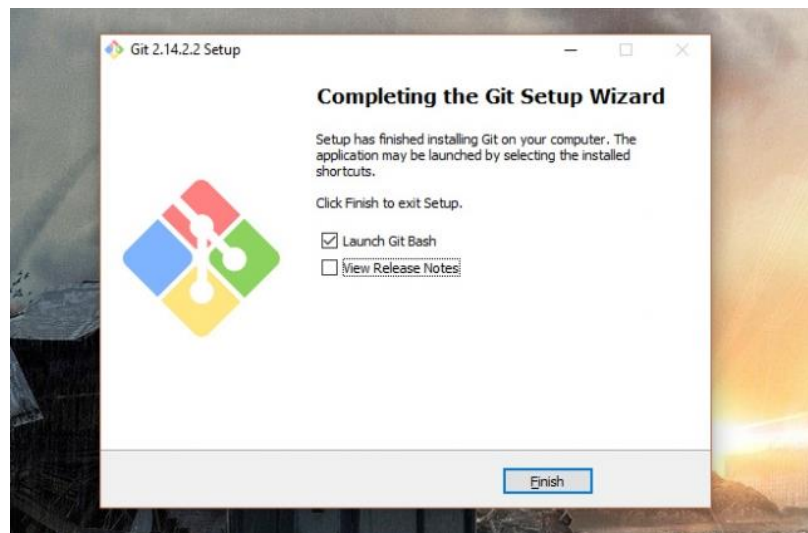 Git 2.14.2.2 Setup
Completing the Git Setup Wizard
Setup has finished installing Git on your computer. The
application may be launched by selecting the installed
shortcuts.
Click Finish to exit Setup.
Launch Git Bash
View Release Notes
Finish